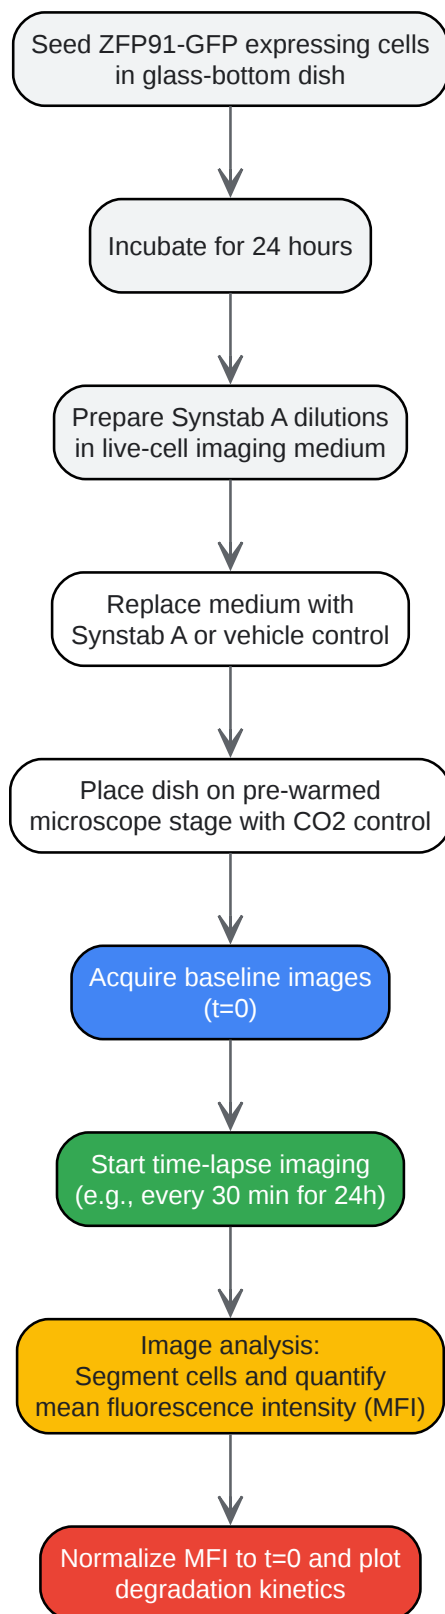 Seed ZFP91-GFP expressing cells
in glass-bottom dish
Incubate for 24 hours
Prepare Synstab A dilutions
in live-cell imaging medium
Replace medium with
Synstab A or vehicle control
Place dish on pre-warmed
microscope stage with CO2 control
Acquire baseline images
(t=0)
Start time-lapse imaging
(e.g., every 30 min for 24h)
Image analysis:
Segment cells and quantify
mean fluorescence intensity (MFI)
Normalize MFI to t=0 and plot
degradation kinetics